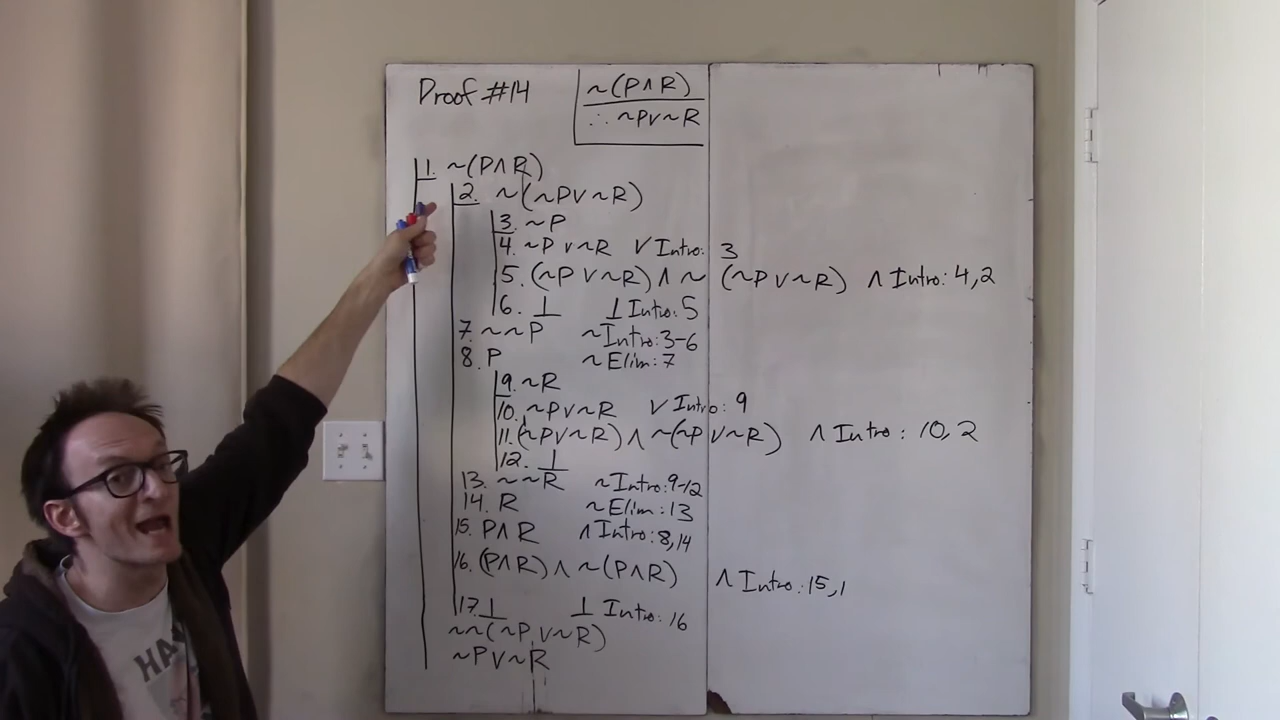 Proof #14
~(P∧R)
∴ ~P∨~R
1. ~(P∧R)
2. ~(~P∨~R)
3. ~P
4. ~P∨~R ∨ Intro: 3
5. (~P∨~R)∧~(~P∨~R) ∧ Intro: 4,2
6. ⊥ ⊥ Intro: 5
7. ~~P ~Intro: 3-6
8. P ~Elim: 7
9. ~R
10. ~P∨~R ∨ Intro: 9
11. (~P∨~R)∧~(~P∨~R) ∧ Intro: 10,2
12. ⊥
13. ~~R ~Intro: 9-12
14. R ~Elim: 13
15. P∧R ∧ Intro: 8,14
16. (P∧R)∧~(P∧R) ∧ Intro: 15,1
17. ⊥ ⊥ Intro: 16
~~(~P∨~R)
~P∨~R
HA